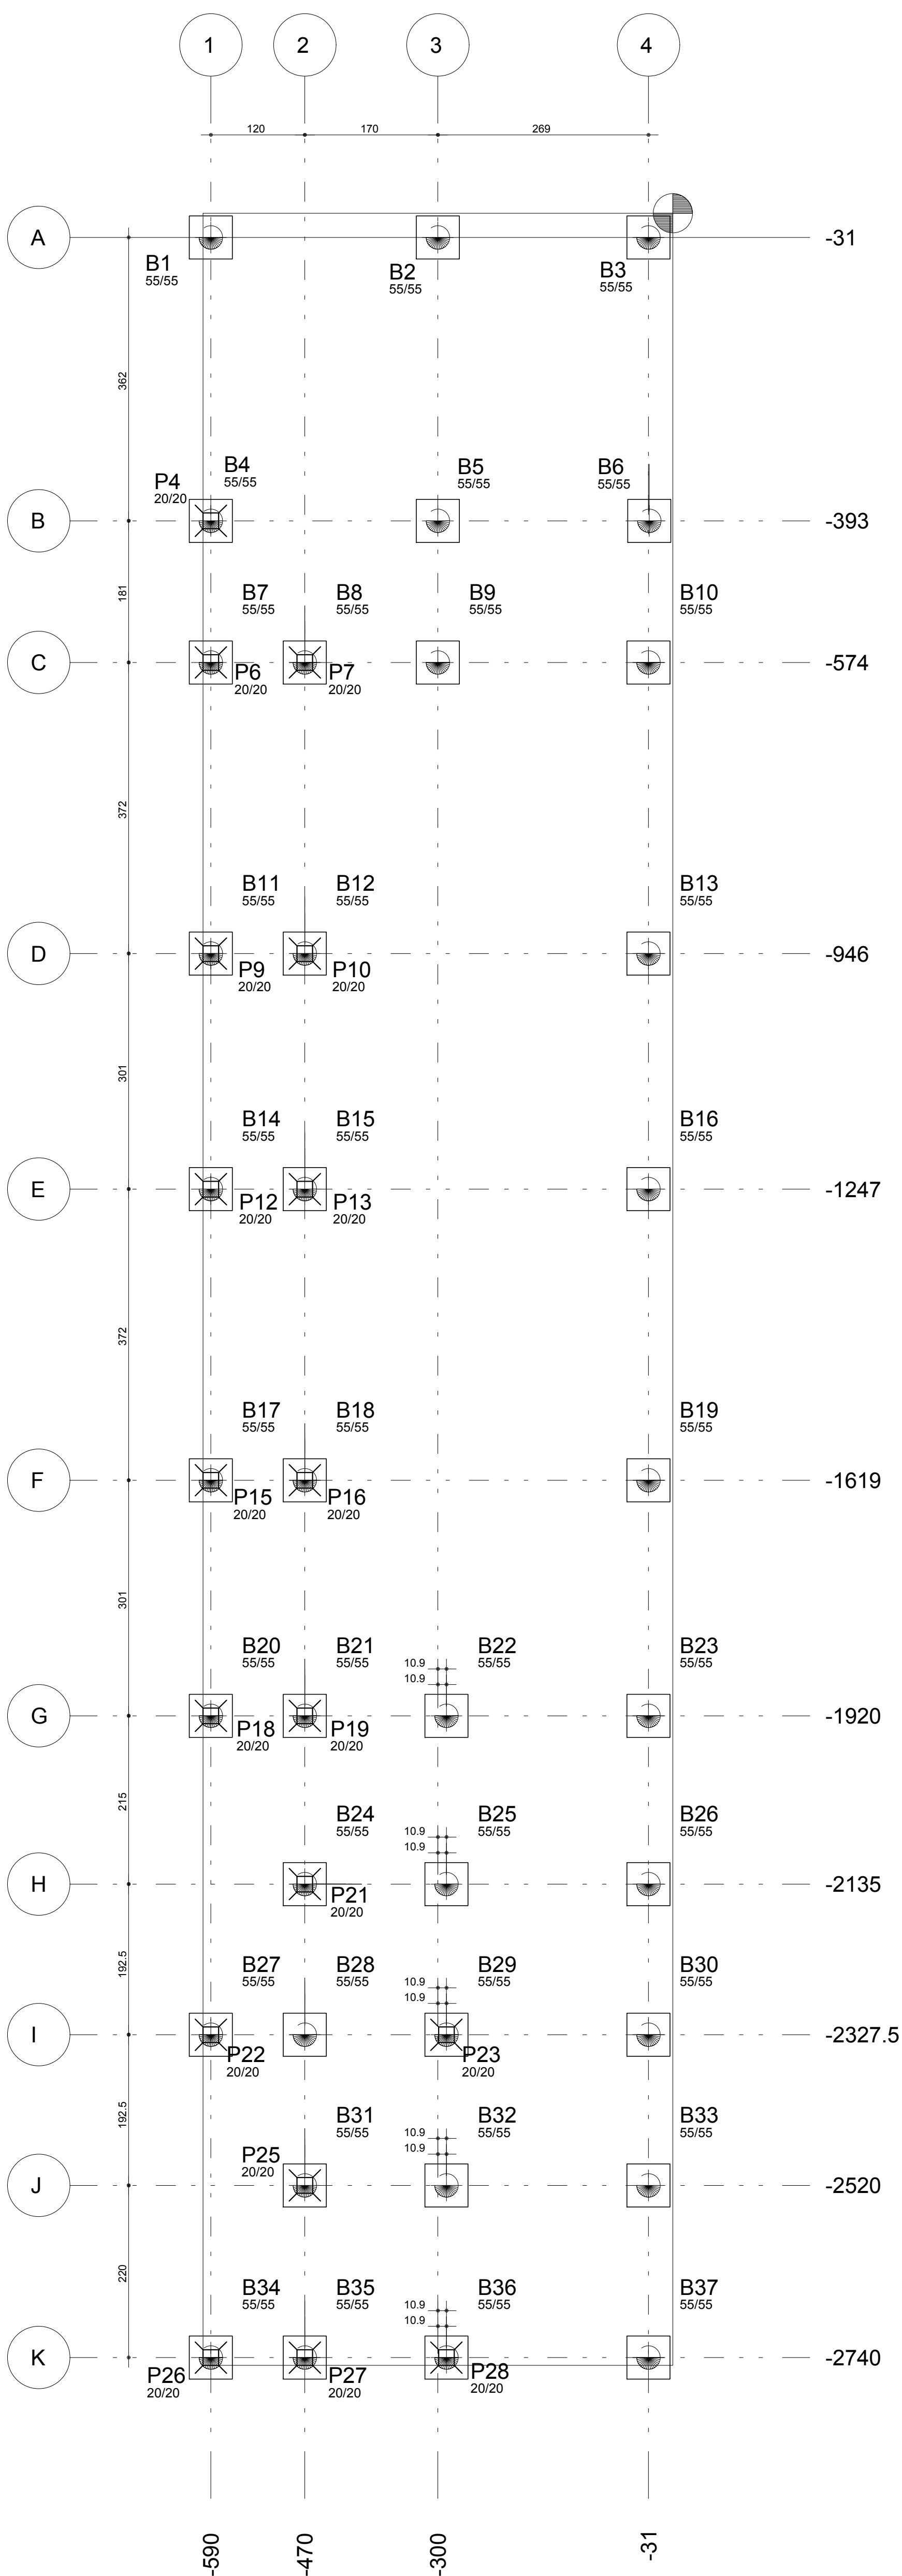 1
2
3
4
120
170
269
A
-31
B1
55/55
B2
55/55
B3
55/55
362
B4
55/55
B5
55/55
B6
55/55
P4
20/20
B
-393
181
B7
55/55
B8
55/55
B9
55/55
B10
55/55
C
P6
20/20
P7
20/20
-574
372
B11
55/55
B12
55/55
B13
55/55
D
P9
20/20
P10
20/20
-946
301
B14
55/55
B15
55/55
B16
55/55
E
P12
20/20
P13
20/20
-1247
372
B17
55/55
B18
55/55
B19
55/55
F
P15
20/20
P16
20/20
-1619
301
B20
55/55
B21
55/55
10.9
10.9
B22
55/55
B23
55/55
G
P18
20/20
P19
20/20
-1920
215
B24
55/55
10.9
10.9
B25
55/55
B26
55/55
H
P21
20/20
-2135
192.5
B27
55/55
B28
55/55
10.9
10.9
B29
55/55
B30
55/55
I
P22
20/20
P23
20/20
-2327.5
192.5
B31
55/55
10.9
10.9
B32
55/55
B33
55/55
P25
20/20
J
-2520
220
B34
55/55
B35
55/55
10.9
10.9
B36
55/55
B37
55/55
K
P26
20/20
P27
20/20
P28
20/20
-2740
-590
-470
-300
-31